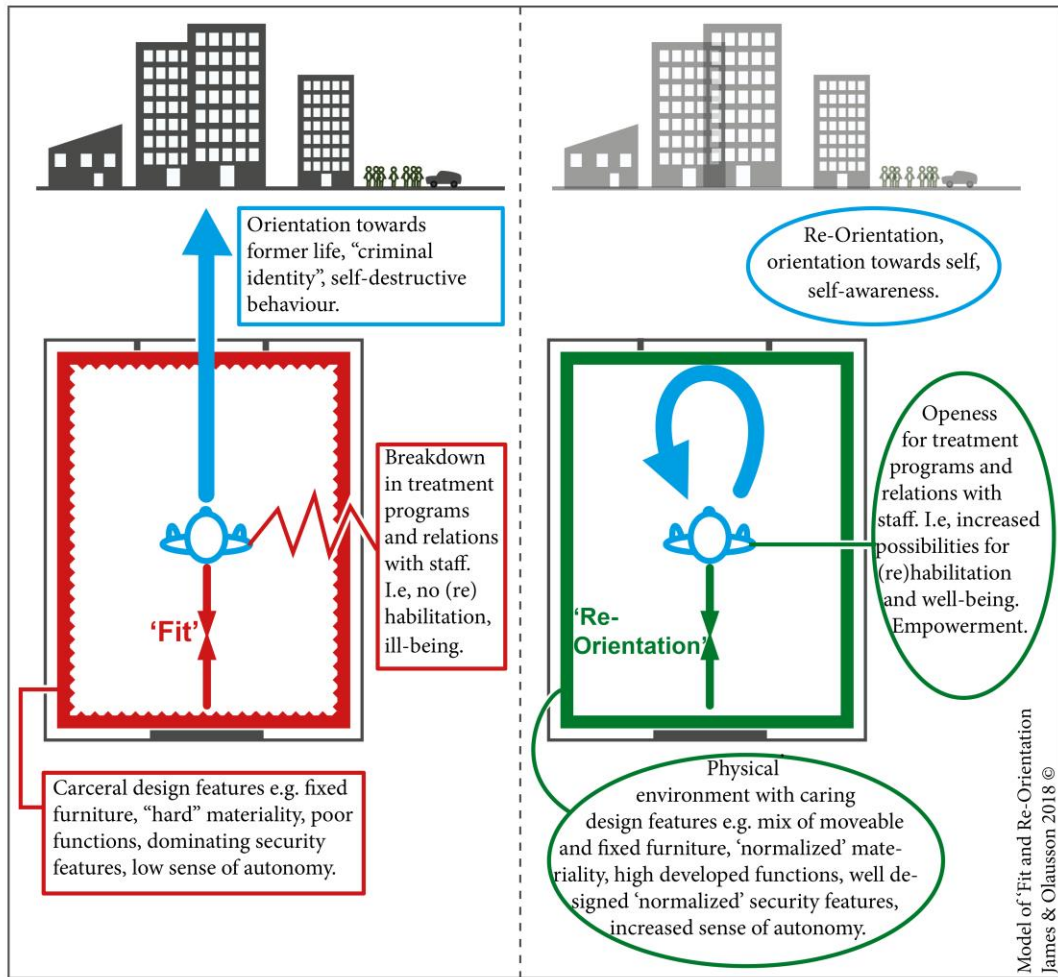 Orientation towards
former life, “criminal
identity”, self-destructive
behaviour.
Breakdown
in treatment
programs
and relations
with staff.
I.e, no (re)
habilitation,
ill-being.
‘Fit’
Carceral design features e.g. fixed
furniture, “hard” materiality, poor
functions, dominating security
features, low sense of autonomy.
Re-Orientation,
orientation towards self,
self-awareness.
Openess
for treatment
programs and
relations with
staff. I.e, increased
possibilities for
(re)habilitation
and well-being.
Empowerment.
‘Re-
Orientation’
Physical
environment with caring
design features e.g. mix of moveable
and fixed furniture, ‘normalized’ mate-
riality, high developed functions, well de-
signed ‘normalized’ security features,
increased sense of autonomy.
Model of ‘Fit and Re-Orientation
James & Olausson 2018 ©